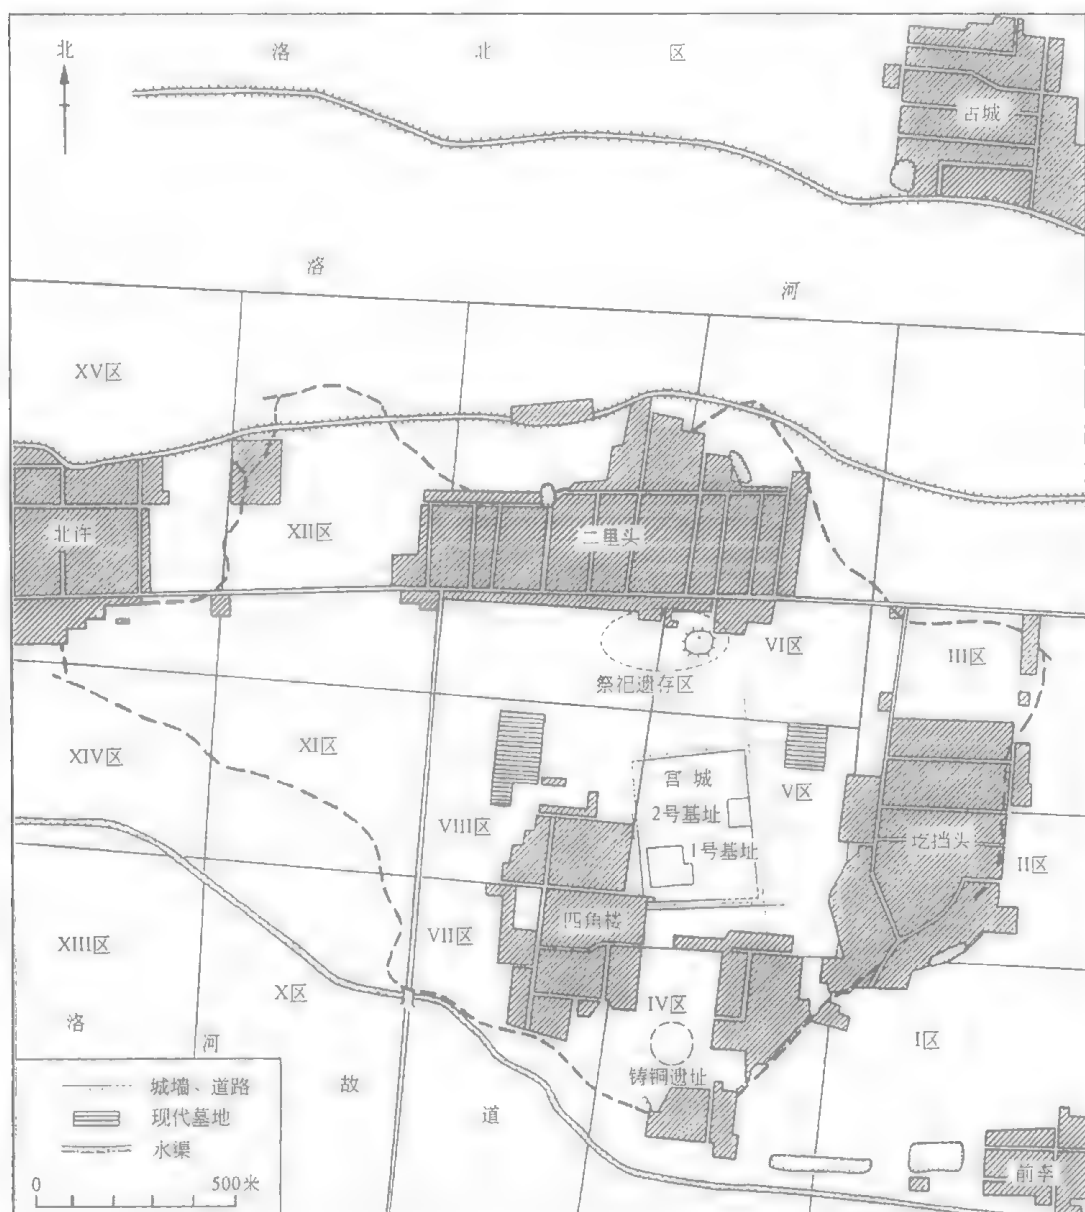 北
洛北区
古城
洛河
XV区
北许
XII区
二里头
VI区
III区
祭祀遗存区
XIV区
XI区
宫城
V区
2号基址
VIII区
1号基址
圪垱头
II区
四角楼
VII区
XIII区
X区
IV区
I区
洛河故道
铸铜遗址
城墙、道路
现代墓地
水渠
0 500米
前李